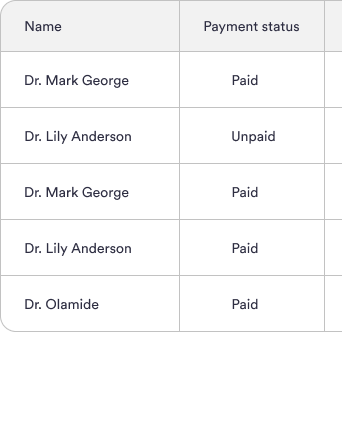 Name Payment status
Dr. Mark George Paid
Dr. Lily Anderson Unpaid
Dr. Mark George Paid
Dr. Lily Anderson Paid
Dr. Olamide Paid